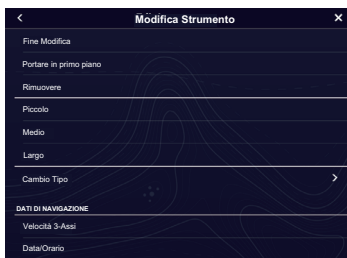 Modifica Strumento
Fine Modifica
Portare in primo piano
Rimuovere
Piccolo
Medio
Largo
Cambio Tipo
DATI DI NAVIGAZIONE
Velocità 3-Assi
Data/Orario